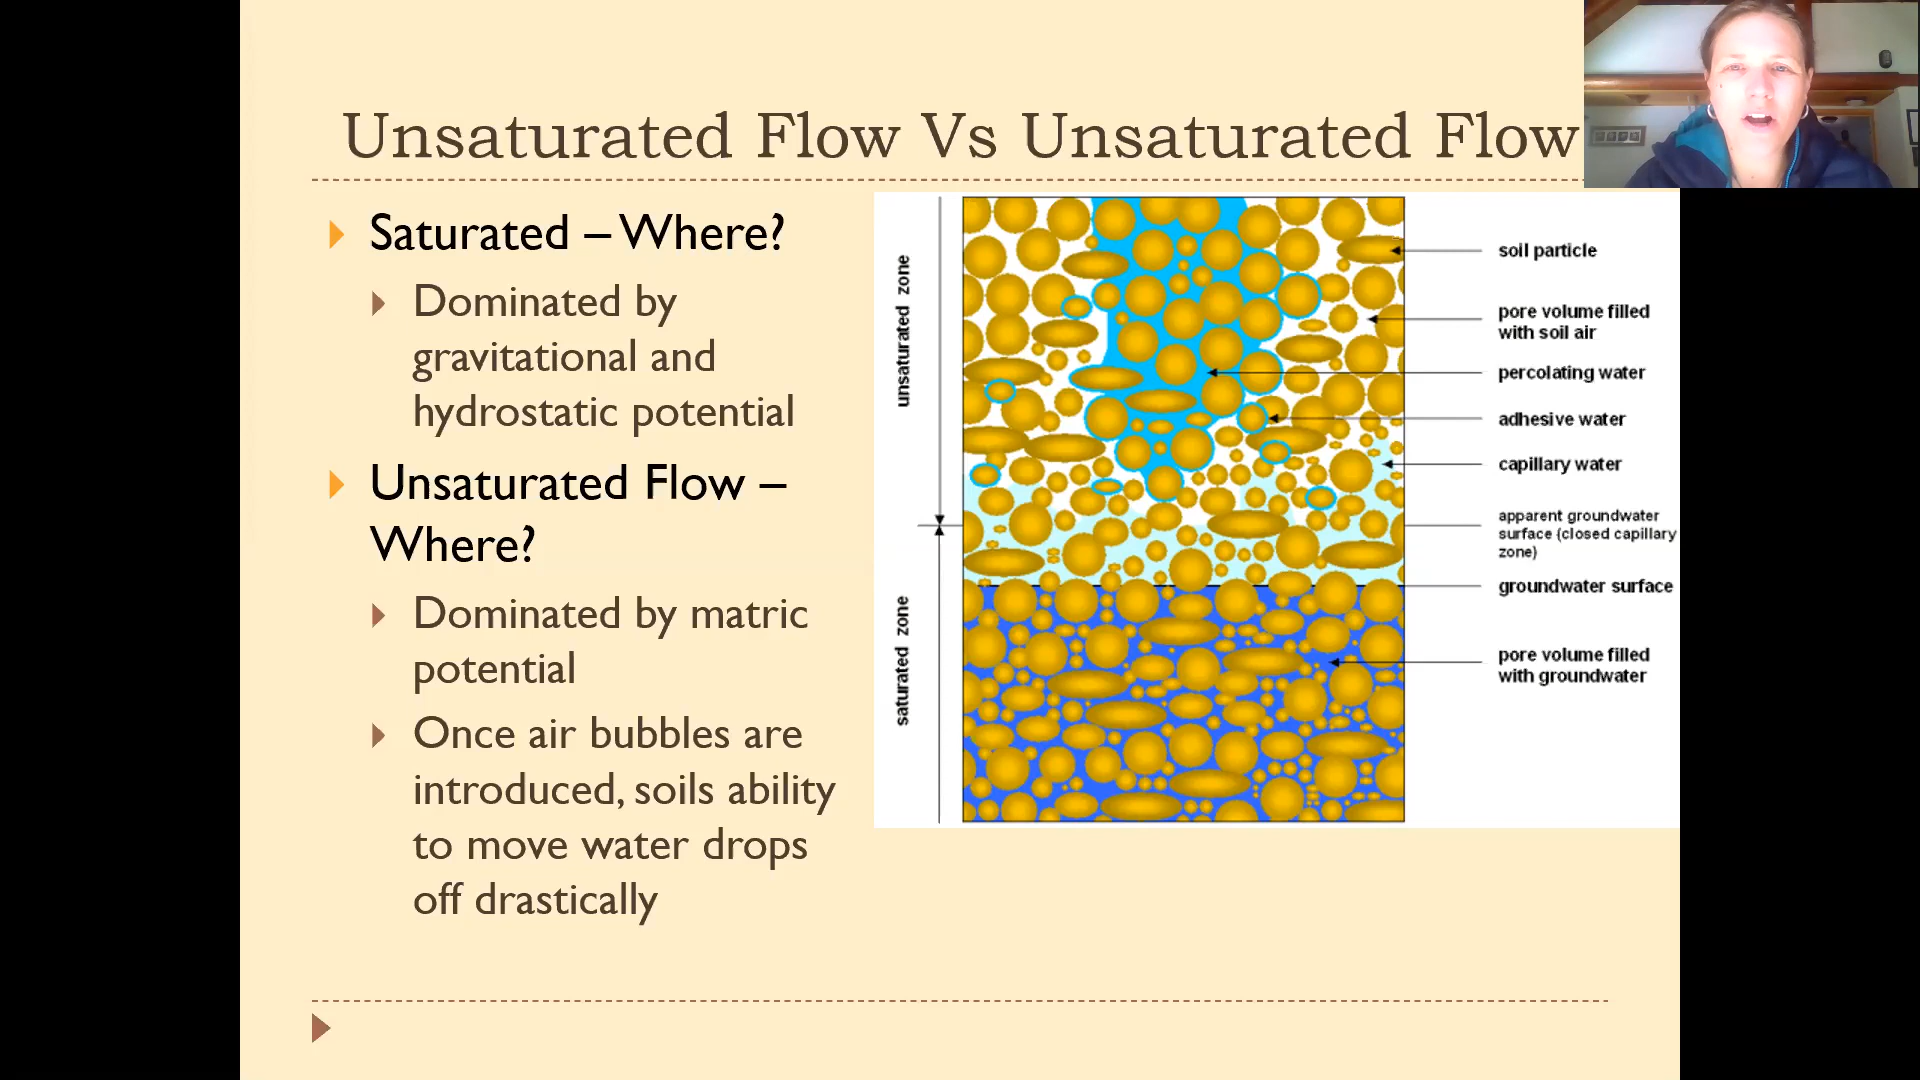 Unsaturated Flow Vs Unsaturated Flow
Saturated – Where?
Dominated by
gravitational and
hydrostatic potential
Unsaturated Flow –
Where?
Dominated by matric
potential
Once air bubbles are
introduced, soils ability
to move water drops
off drastically
unsaturated zone
saturated zone
soil particle
pore volume filled
with soil air
percolating water
adhesive water
capillary water
apparent groundwater
surface (closed capillary
zone)
groundwater surface
pore volume filled
with groundwater